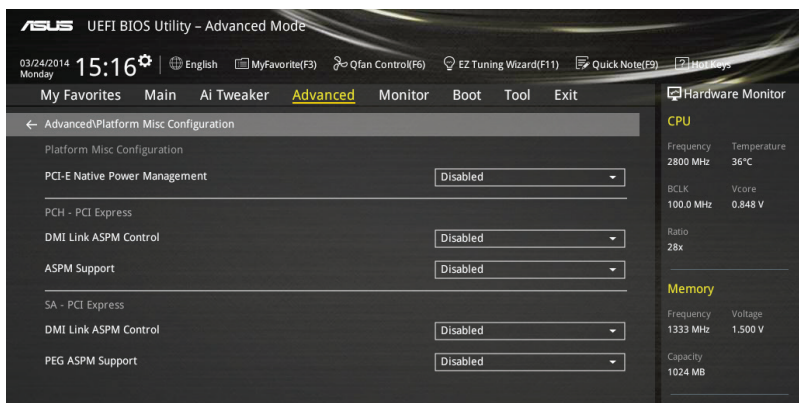 ASUS UEFI BIOS Utility – Advanced Mode
03/24/2014 Monday 15:16 English MyFavorite(F3) Qfan Control(F6) EZ Tuning Wizard(F11) Quick Note(F9) ? Hot Keys
My Favorites Main Ai Tweaker Advanced Monitor Boot Tool Exit
Hardware Monitor
← Advanced\Platform Misc Configuration
Platform Misc Configuration
PCI-E Native Power Management Disabled
PCH - PCI Express
DMI Link ASPM Control Disabled
ASPM Support Disabled
SA - PCI Express
DMI Link ASPM Control Disabled
PEG ASPM Support Disabled
CPU
Frequency Temperature
2800 MHz 36°C
BCLK Vcore
100.0 MHz 0.848 V
Ratio
28x
Memory
Frequency Voltage
1333 MHz 1.500 V
Capacity
1024 MB